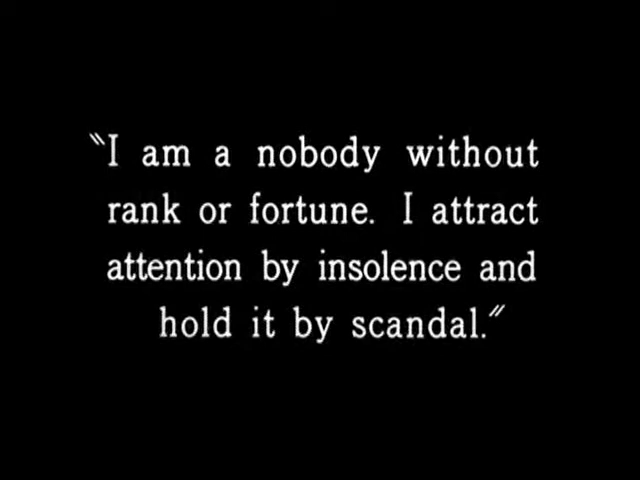 "I am a nobody without
rank or fortune. I attract
attention by insolence and
hold it by scandal."